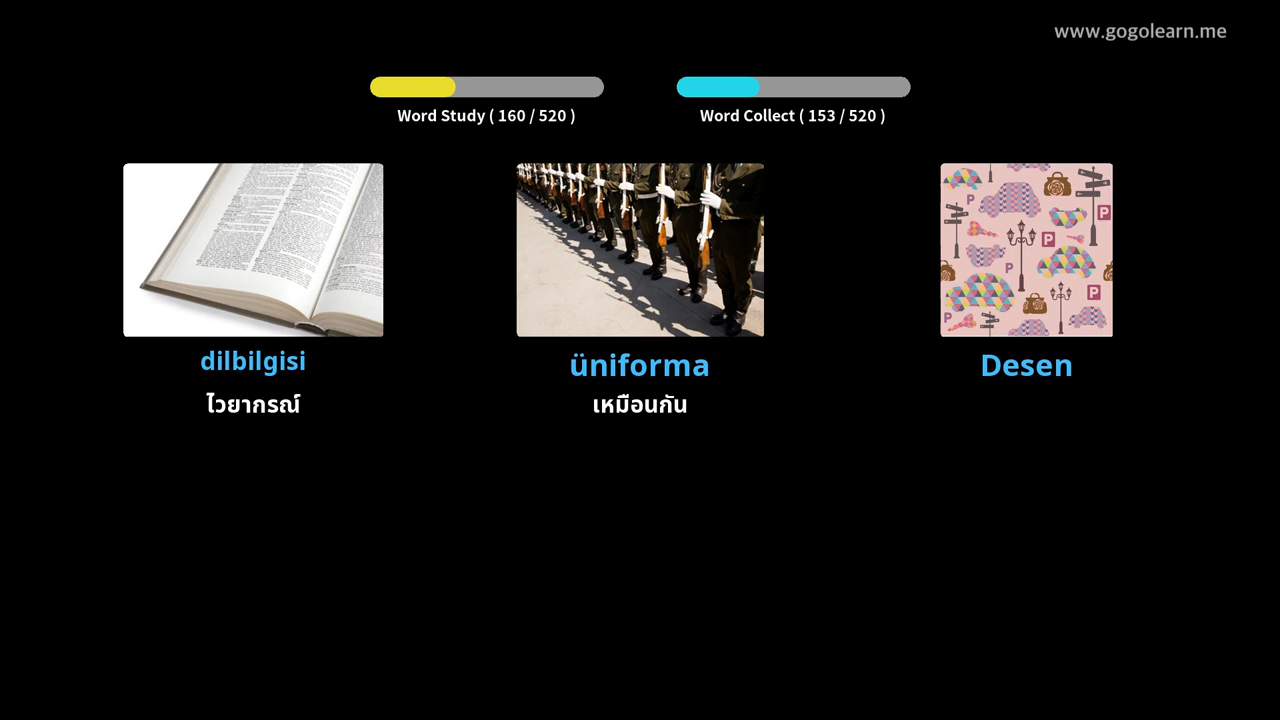 www.gogolearn.me
Word Study ( 160 / 520 )
Word Collect ( 153 / 520 )
dilbilgisi
üniforma
Desen
ไวยากรณ์
เหมือนกัน
P
P
P
P
P
P